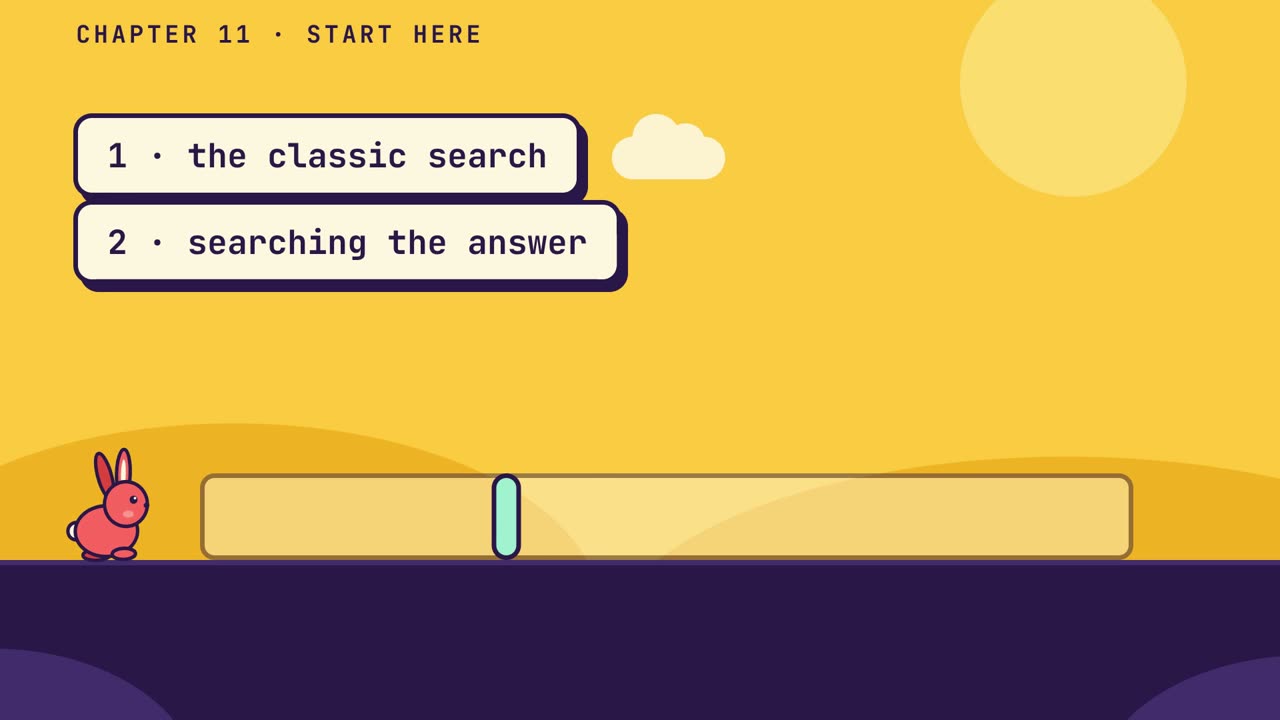 CHAPTER 11 · START HERE
1 · the classic search
2 · searching the answer